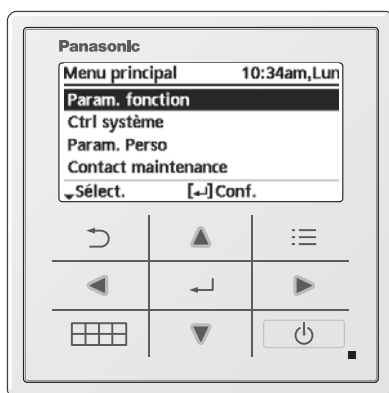 Panasonic
Menu principal 10:34am,Lun
Param. fonction
Ctrl système
Param. Perso
Contact maintenance
Sélect. [↵]Conf.